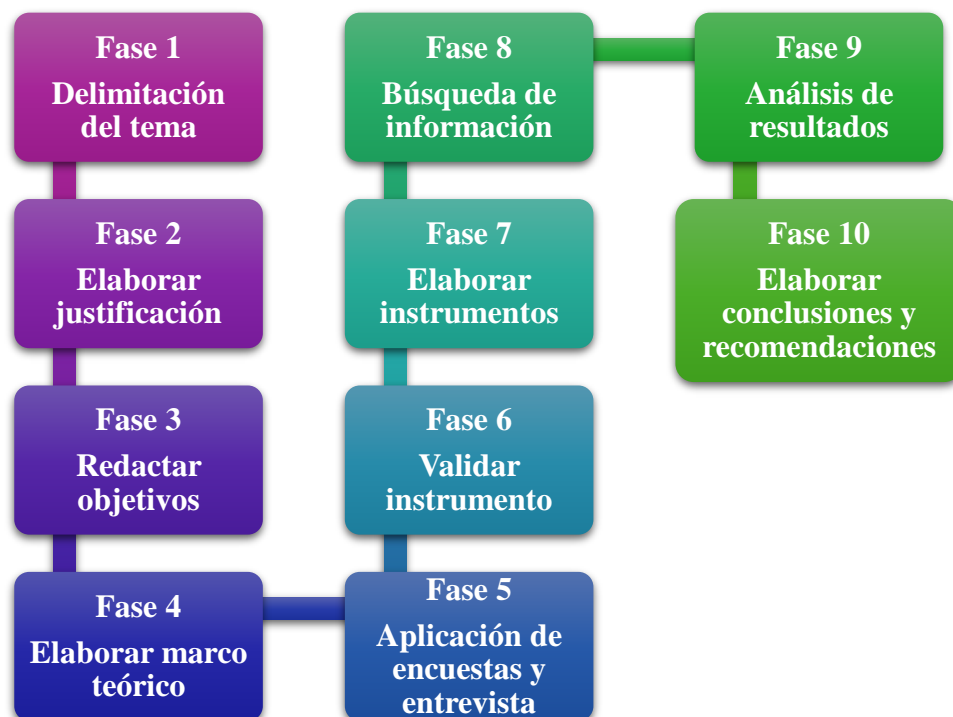 Fase 1
Delimitación
del tema
Fase 2
Elaborar
justificación
Fase 3
Redactar
objetivos
Fase 4
Elaborar marco
teórico
Fase 5
Aplicación de
encuestas y
entrevista
Fase 6
Validar
instrumento
Fase 7
Elaborar
instrumentos
Fase 8
Búsqueda de
información
Fase 9
Análisis de
resultados
Fase 10
Elaborar
conclusiones y
recomendaciones